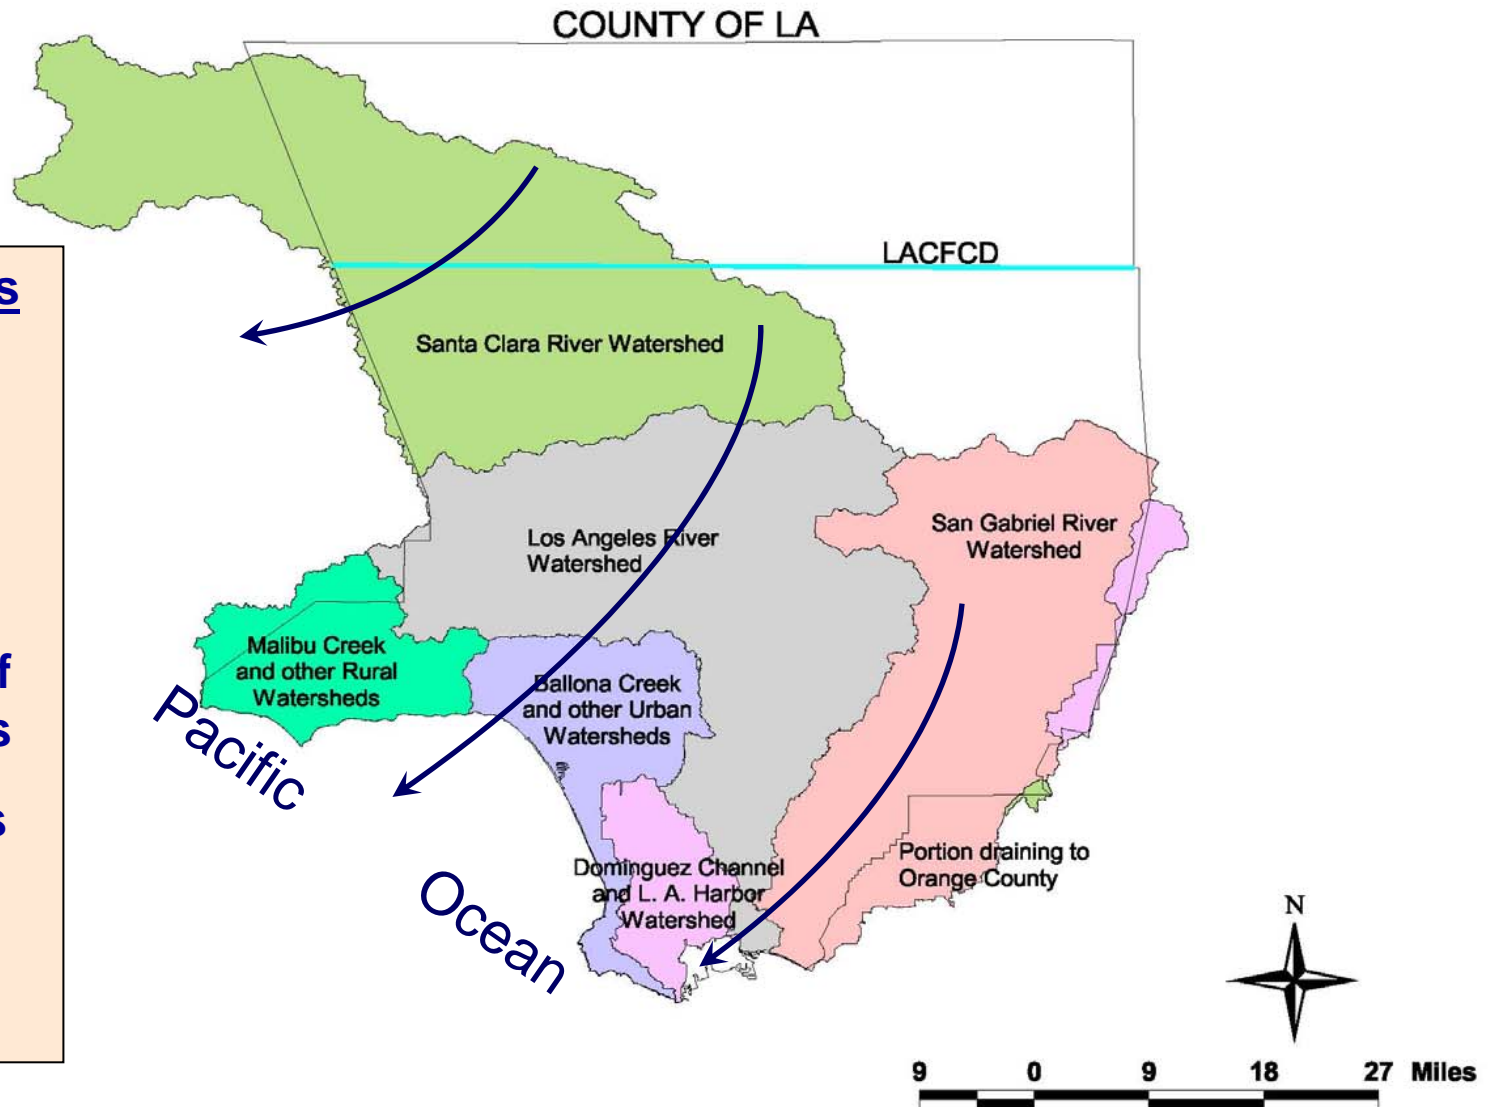 COUNTY OF LA
LACFCD
s
Santa Clara River Watershed
Los Angeles River
Watershed
San Gabriel River
Watershed
Malibu Creek
and other Rural
Watersheds
f
s
s
Ballona Creek
and other Urban
Watersheds
Pacific
Ocean
Dominguez Channel
and L. A. Harbor
Watershed
Portion draining to
Orange County
N
9 0 9 18 27 Miles